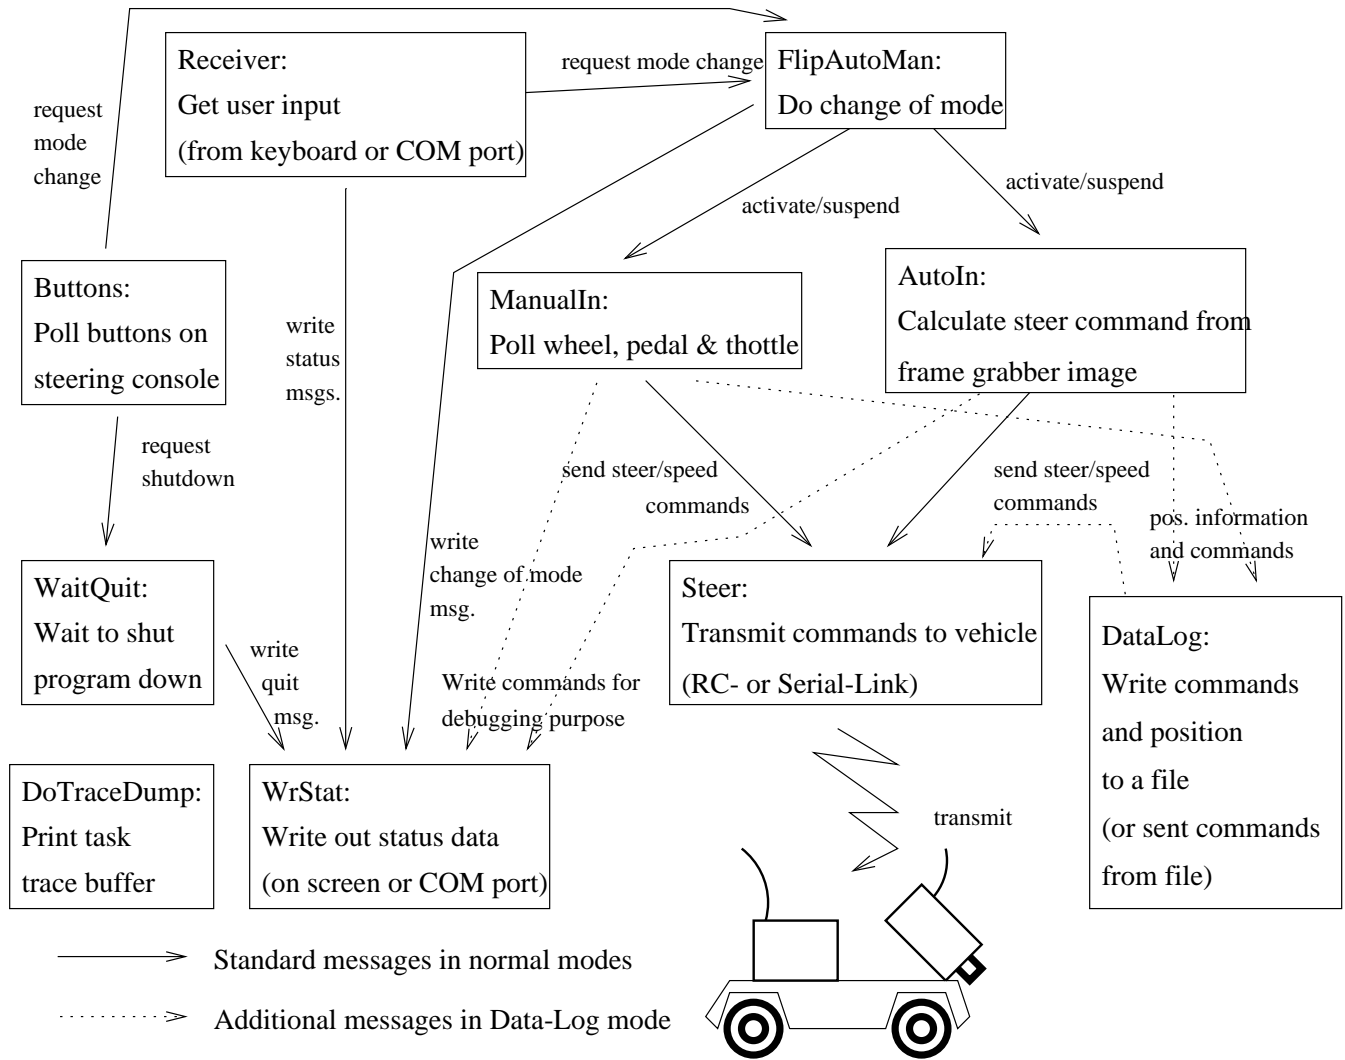 Receiver:
Get user input
(from keyboard or COM port)
request mode change
FlipAutoMan:
Do change of mode
request
mode
change
activate/suspend
activate/suspend
Buttons:
Poll buttons on
steering console
write
status
msgs.
ManualIn:
Poll wheel, pedal & thottle
AutoIn:
Calculate steer command from
frame grabber image
request
shutdown
send steer/speed
commands
send steer/speed
commands
pos. information
and commands
write
change of mode
msg.
WaitQuit:
Wait to shut
program down
write
quit
msg.
Write commands for
debugging purpose
Steer:
Transmit commands to vehicle
(RC- or Serial-Link)
DataLog:
Write commands
and position
to a file
(or sent commands
from file)
DoTraceDump:
Print task
trace buffer
WrStat:
Write out status data
(on screen or COM port)
transmit
Standard messages in normal modes
Additional messages in Data-Log mode